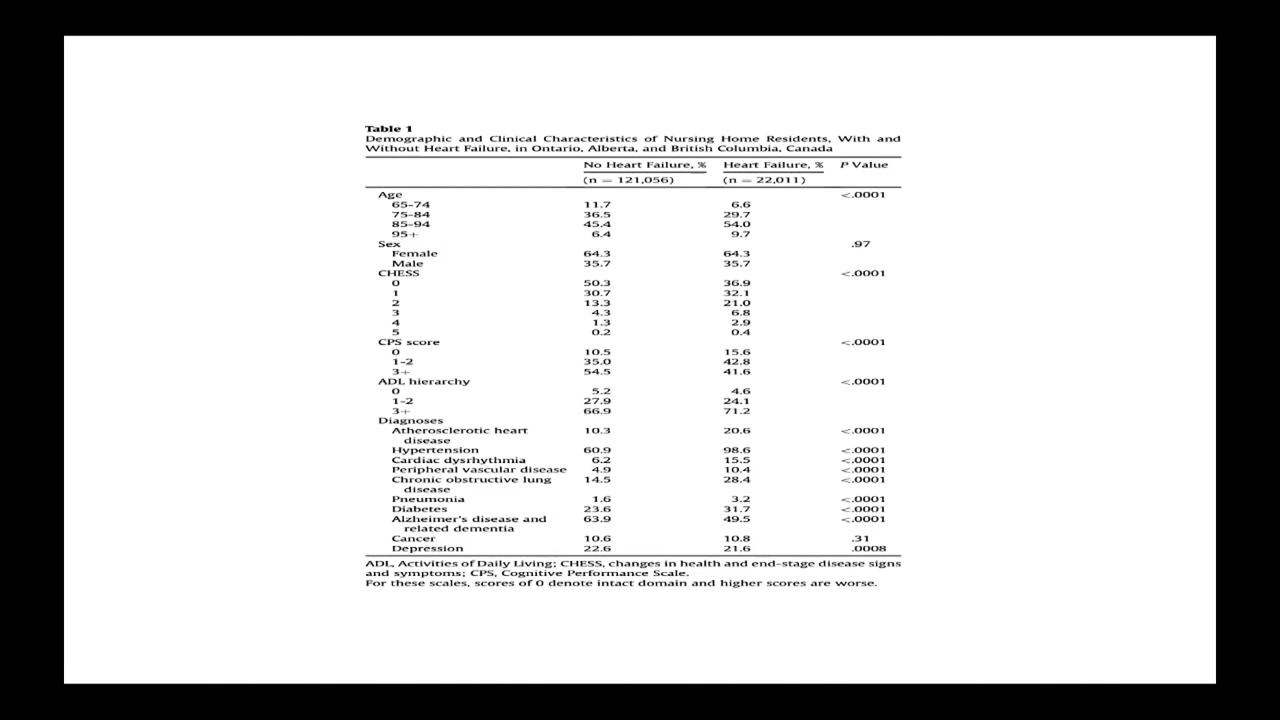 Table 1
Demographic and Clinical Characteristics of Nursing Home Residents, With and
Without Heart Failure, in Ontario, Alberta, and British Columbia, Canada
No Heart Failure, % Heart Failure, % P Value
(n = 121,056) (n = 22,011)
Age <.0001
65-74 11.7 6.6
75-84 36.5 29.7
85-94 45.4 54.0
95+ 6.4 9.7
Sex .97
Female 64.3 64.3
Male 35.7 35.7
CHESS <.0001
0 50.3 36.9
1 30.7 32.1
2 13.3 21.0
3 4.3 6.8
4 1.3 2.9
5 0.2 0.4
CPS score <.0001
0 10.5 15.6
1-2 35.0 42.8
3+ 54.5 41.6
ADL hierarchy <.0001
0 5.2 4.6
1-2 27.9 24.1
3+ 66.9 71.2
Diagnoses
Atherosclerotic heart 10.3 20.6 <.0001
disease
Hypertension 60.9 98.6 <.0001
Cardiac dysrhythmia 6.2 15.5 <.0001
Peripheral vascular disease 4.9 10.4 <.0001
Chronic obstructive lung 14.5 28.4 <.0001
disease
Pneumonia 1.6 3.2 <.0001
Diabetes 23.6 31.7 <.0001
Alzheimer's disease and 63.9 49.5 <.0001
related dementia
Cancer 10.6 10.8 .31
Depression 22.6 21.6 .0008
ADL, Activities of Daily Living; CHESS, changes in health and end-stage disease signs
and symptoms; CPS, Cognitive Performance Scale.
For these scales, scores of 0 denote intact domain and higher scores are worse.